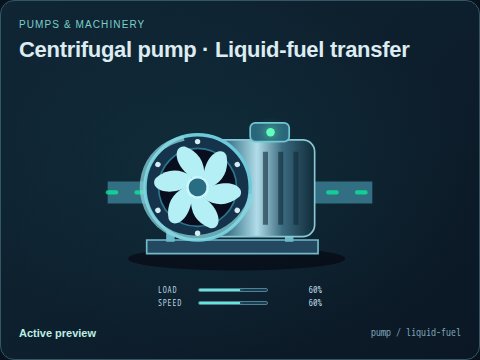 PUMPS & MACHINERY
Centrifugal pump · Liquid-fuel transfer
LOAD 60%
SPEED 60%
Active preview
pump / liquid-fuel